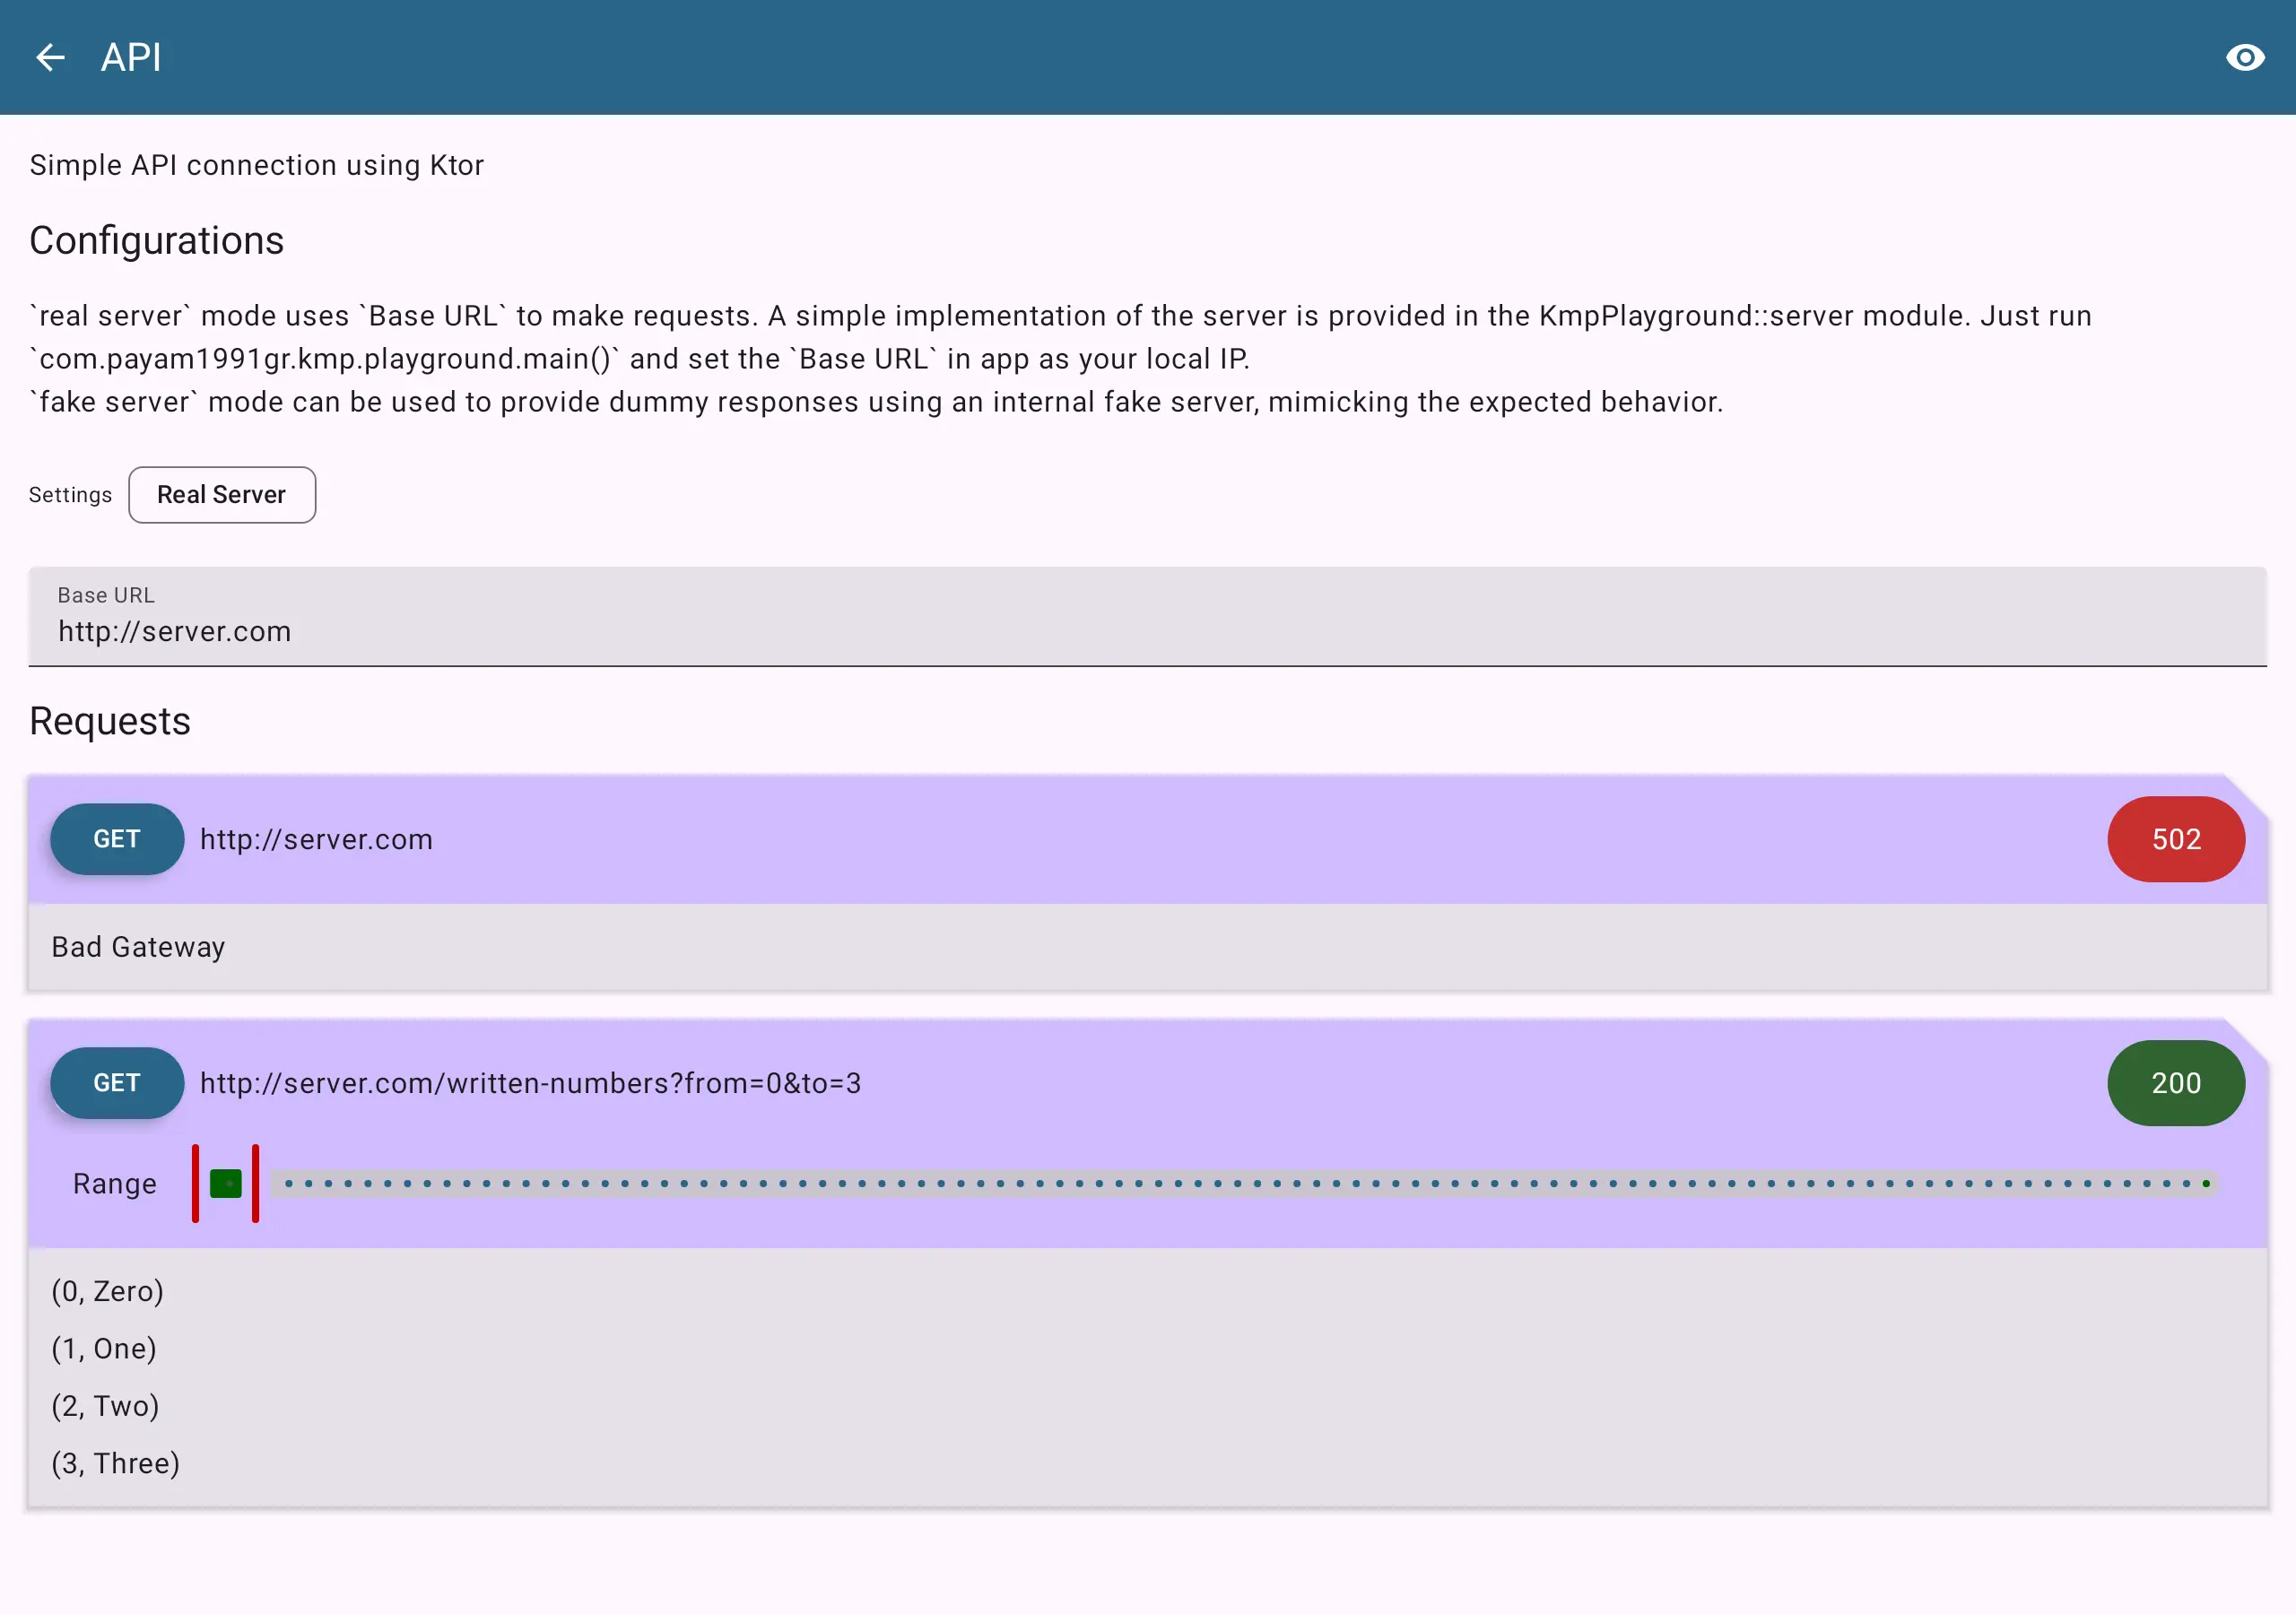 API
Simple API connection using Ktor
Configurations
`real server` mode uses `Base URL` to make requests. A simple implementation of the server is provided in the KmpPlayground::server module. Just run
`com.payam1991gr.kmp.playground.main()` and set the `Base URL` in app as your local IP.
`fake server` mode can be used to provide dummy responses using an internal fake server, mimicking the expected behavior.
Settings Real Server
Base URL
http://server.com
Requests
GET http://server.com 502
Bad Gateway
GET http://server.com/written-numbers?from=0&to=3 200
Range
(0, Zero)
(1, One)
(2, Two)
(3, Three)